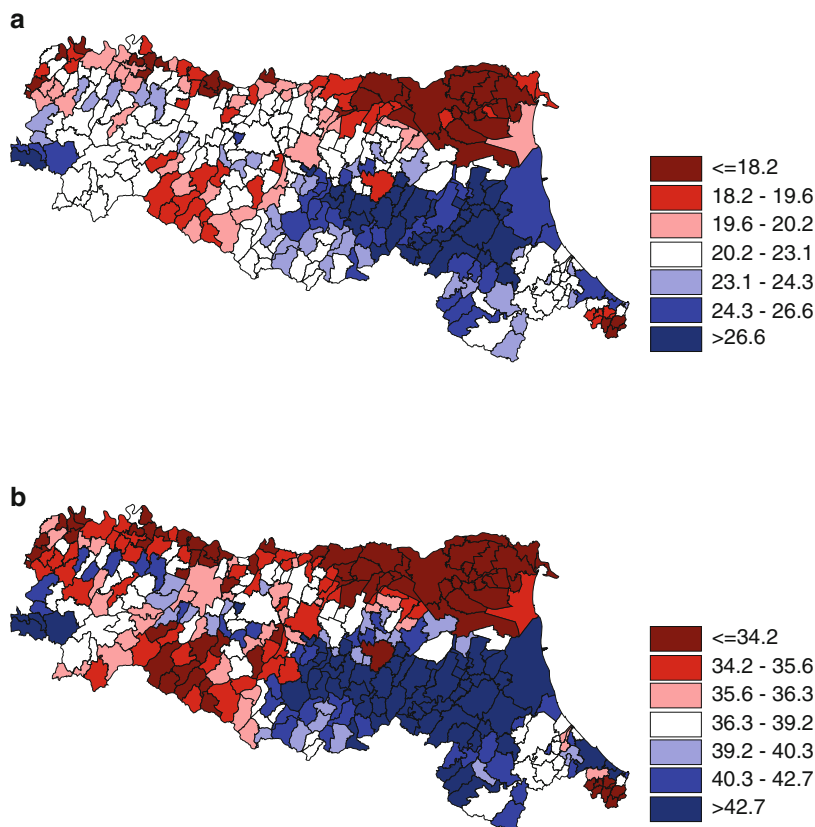 a
<=18.2
18.2 - 19.6
19.6 - 20.2
20.2 - 23.1
23.1 - 24.3
24.3 - 26.6
>26.6
b
<=34.2
34.2 - 35.6
35.6 - 36.3
36.3 - 39.2
39.2 - 40.3
40.3 - 42.7
>42.7